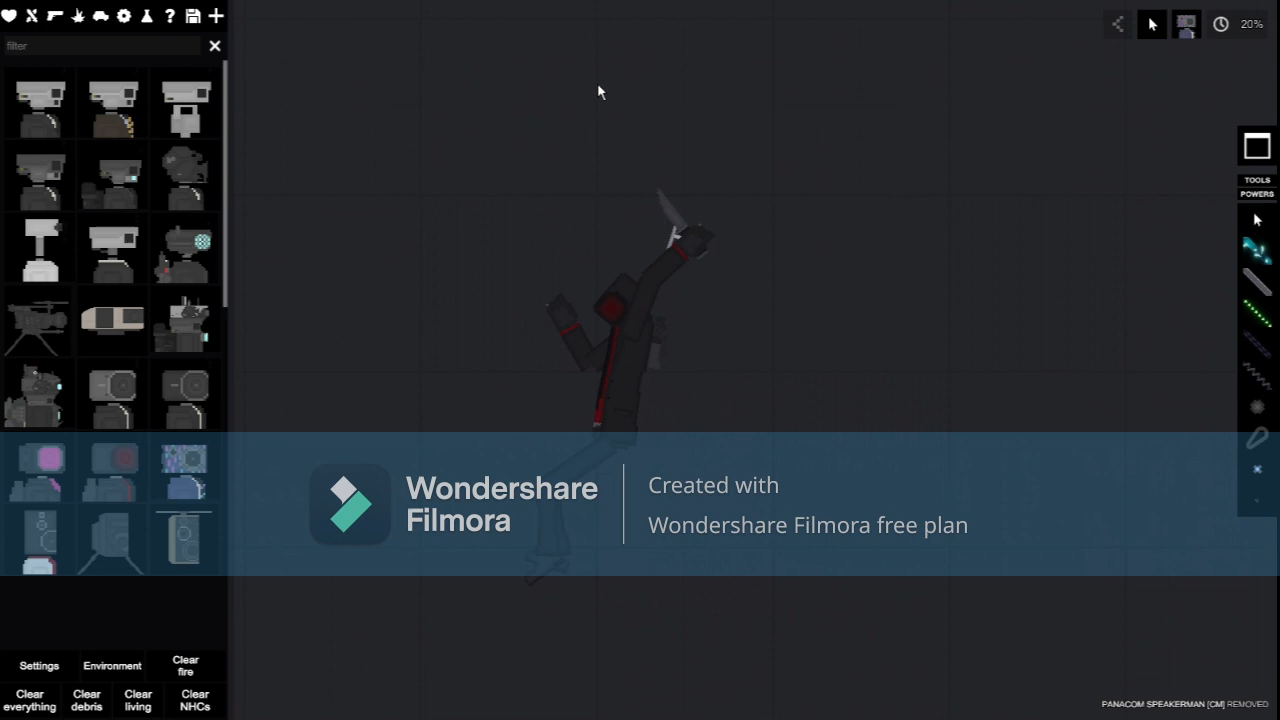 20%
filter
TOOLS
POWERS
Wondershare
Filmora
Created with
Wondershare Filmora free plan
Settings
Environment
Clear
fire
Clear
everything
Clear
debris
Clear
living
Clear
NHCs
PANACOM SPEAKERMAN [CM] REMOVED